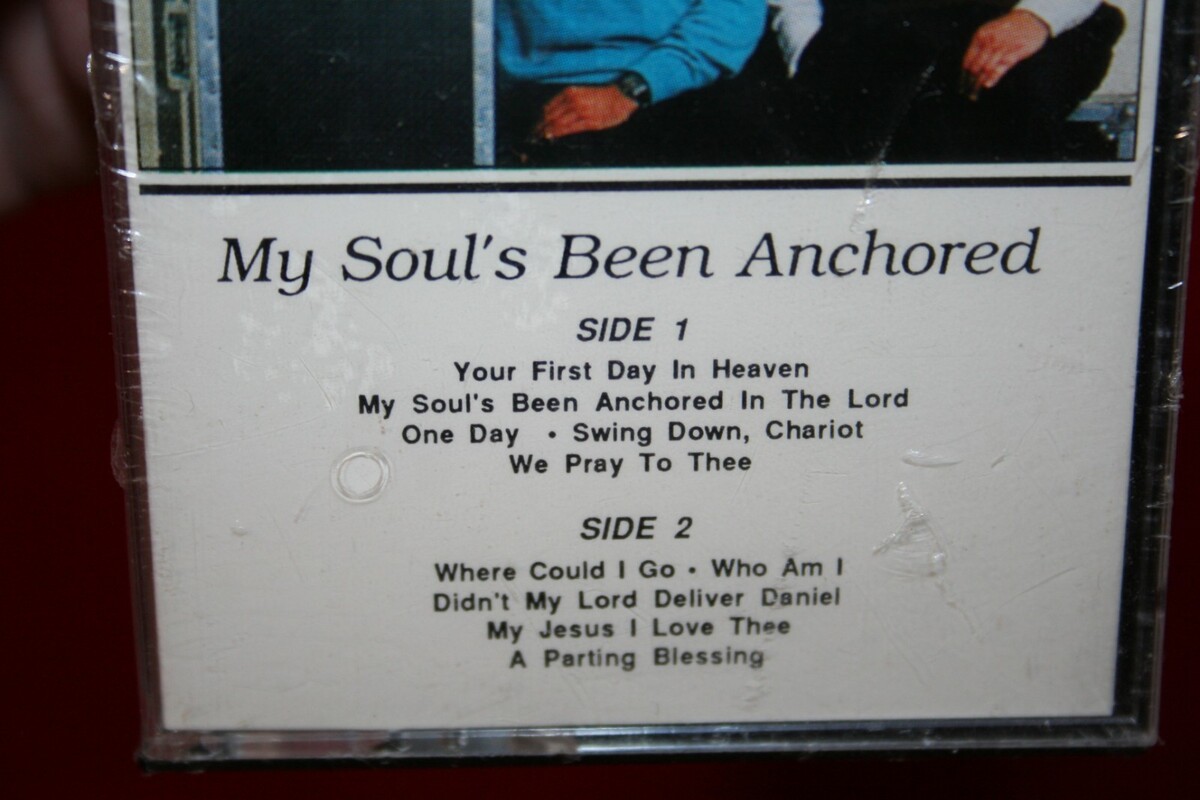 My Soul's Been Anchored
SIDE 1
Your First Day In Heaven
My Soul's Been Anchored In The Lord
One Day • Swing Down, Chariot
We Pray To Thee
SIDE 2
Where Could I Go • Who Am I
Didn't My Lord Deliver Daniel
My Jesus I Love Thee
A Parting Blessing